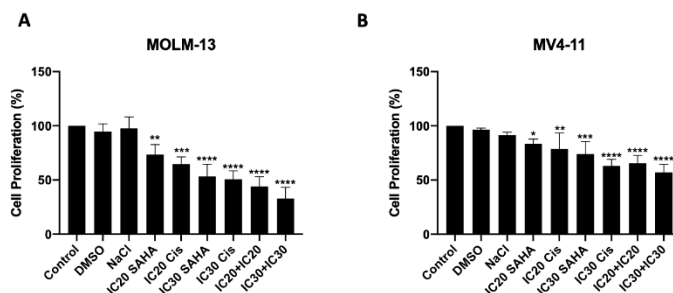 A
MOLM-13
Cell Proliferation (%)
150
100
50
0
**
***
****
****
****
****
Control
DMSO
NaCl
IC20 SAHA
IC20 Cis
IC30 SAHA
IC30 Cis
IC20+IC20
IC30+IC30
B
MV4-11
Cell Proliferation (%)
150
100
50
0
*
**
***
****
***
****
Control
DMSO
NaCl
IC20 SAHA
IC20 Cis
IC30 SAHA
IC30 Cis
IC20+IC20
IC30+IC30